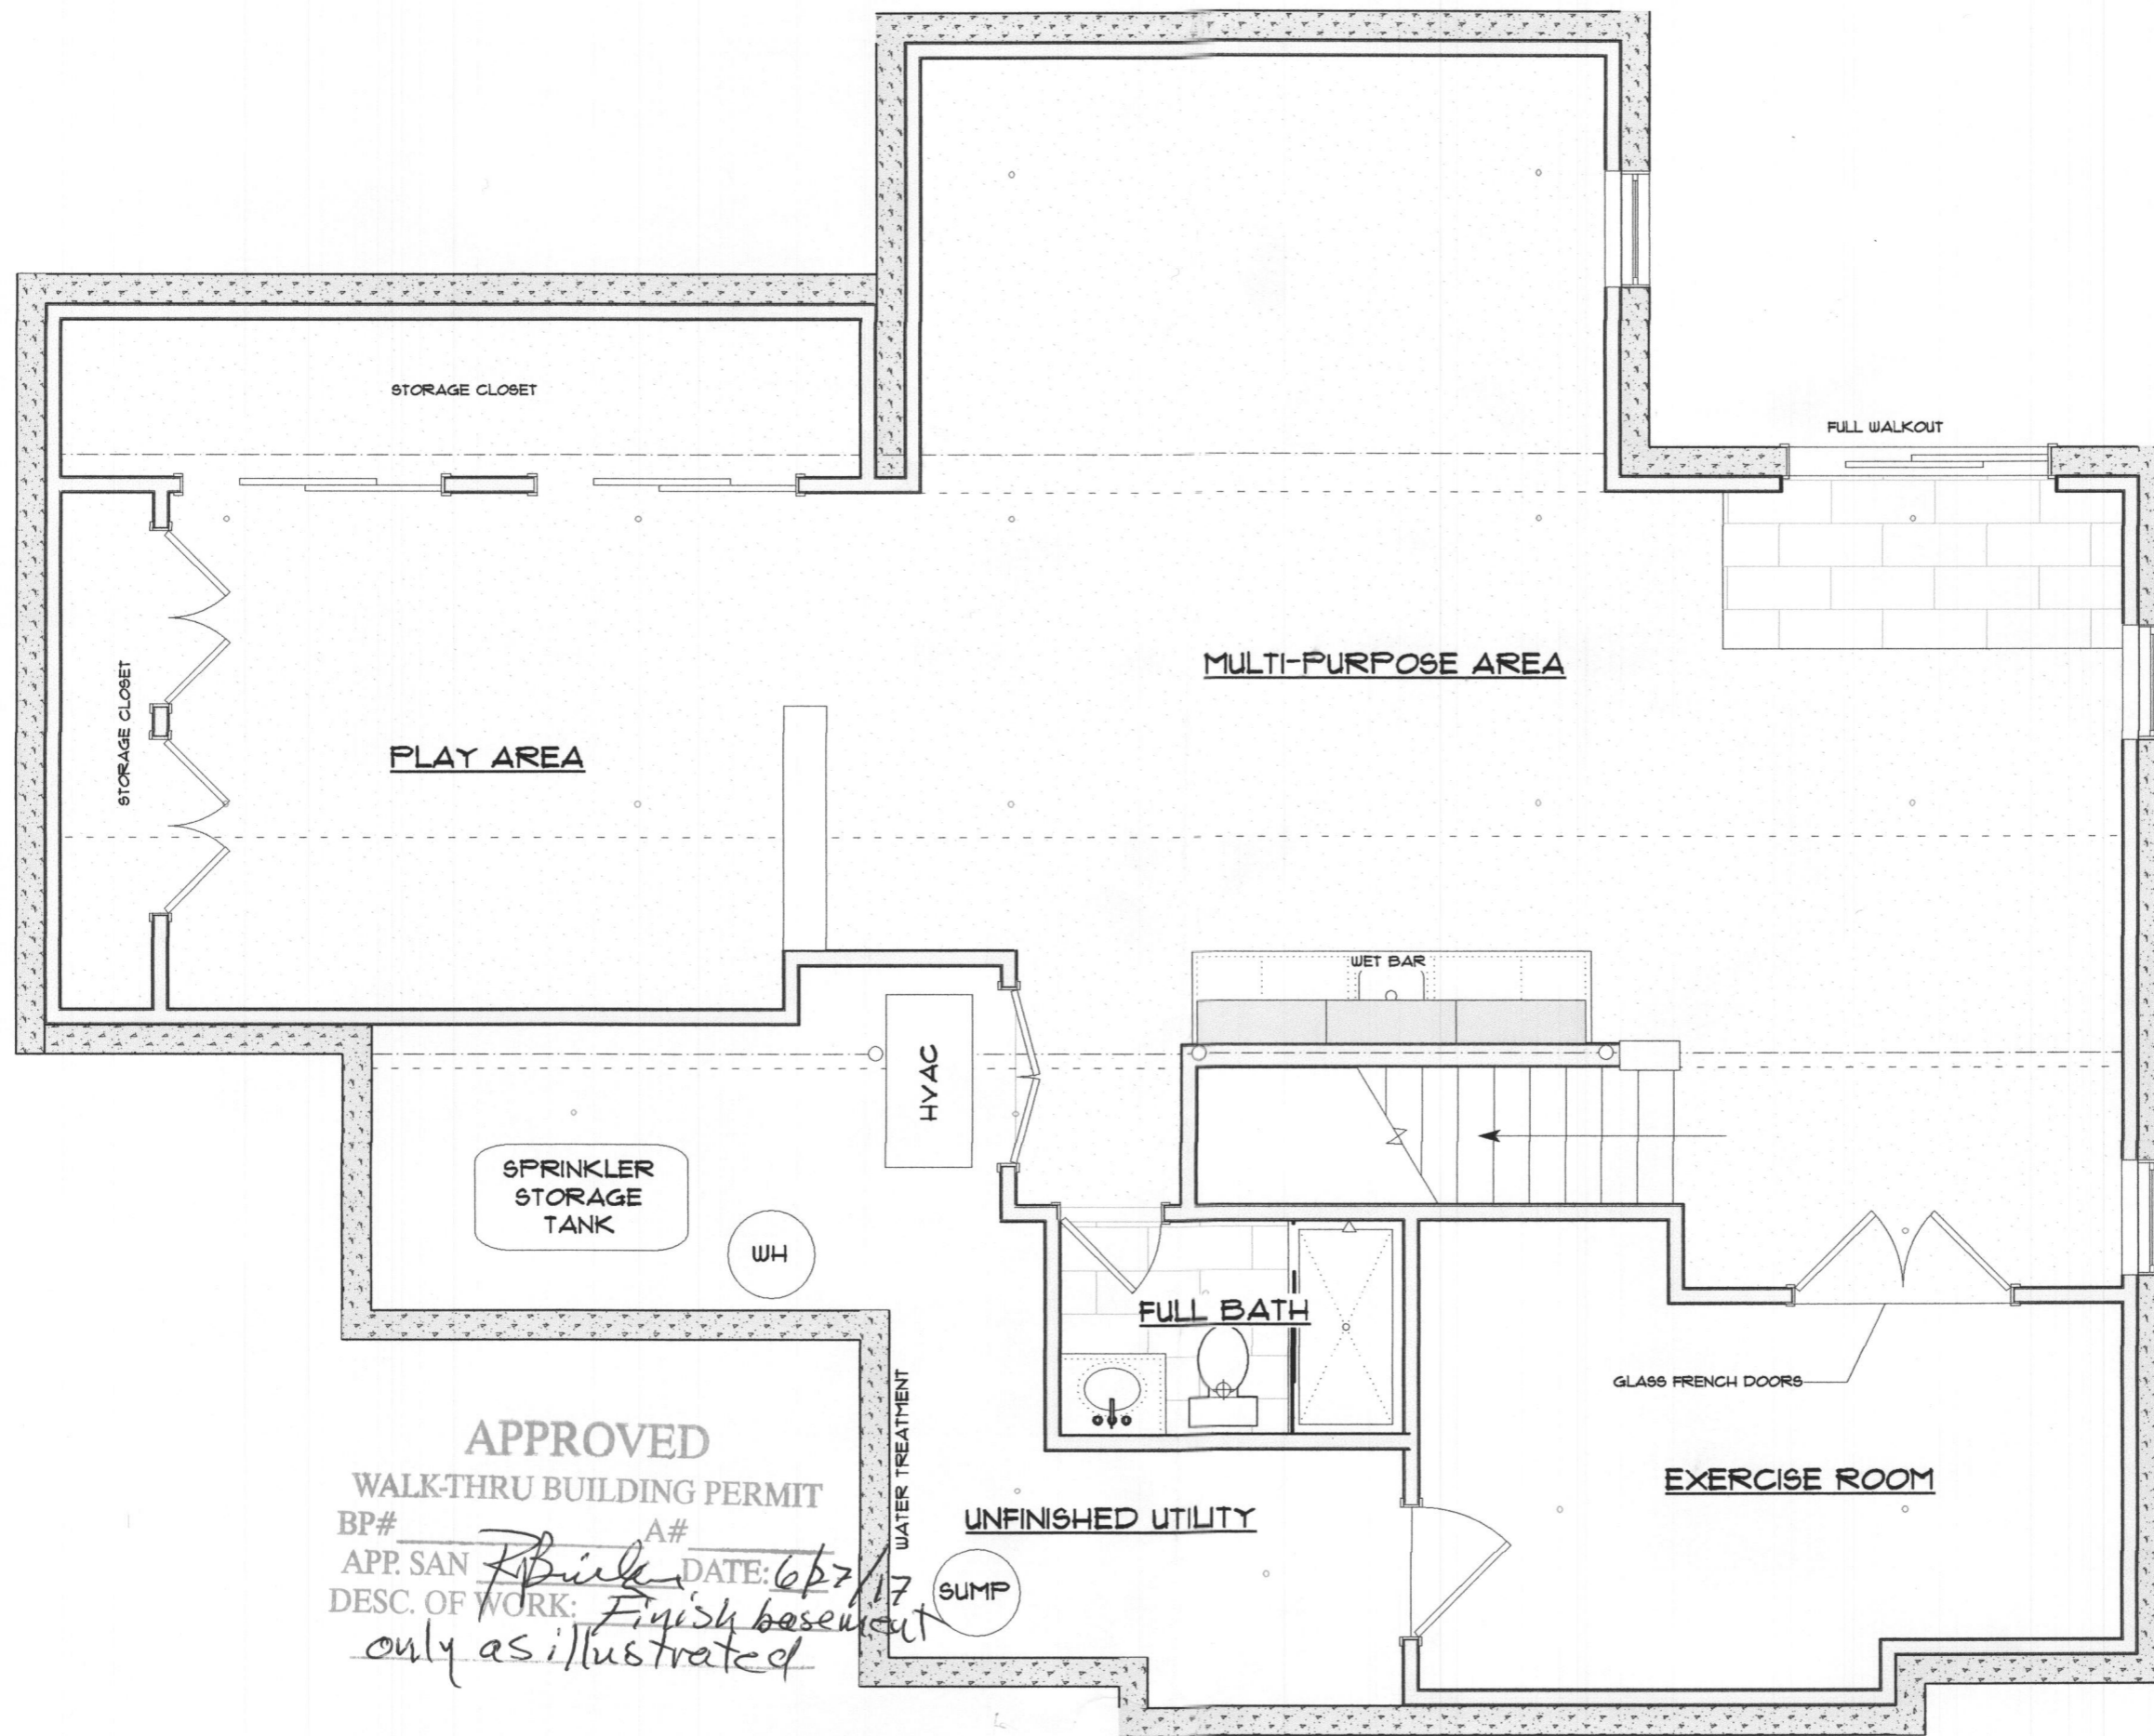 STORAGE CLOSET
FULL WALKOUT
STORAGE CLOSET
MULTI-PURPOSE AREA
PLAY AREA
WET BAR
HVAC
SPRINKLER
STORAGE
TANK
WH
FULL BATH
GLASS FRENCH DOORS
WATER TREATMENT
EXERCISE ROOM
UNFINISHED UTILITY
SUMP
APPROVED
WALK-THRU BUILDING PERMIT
BP# A#
APP. SAN DATE: 6/27/17
DESC. OF WORK: Finish basement
only as illustrated